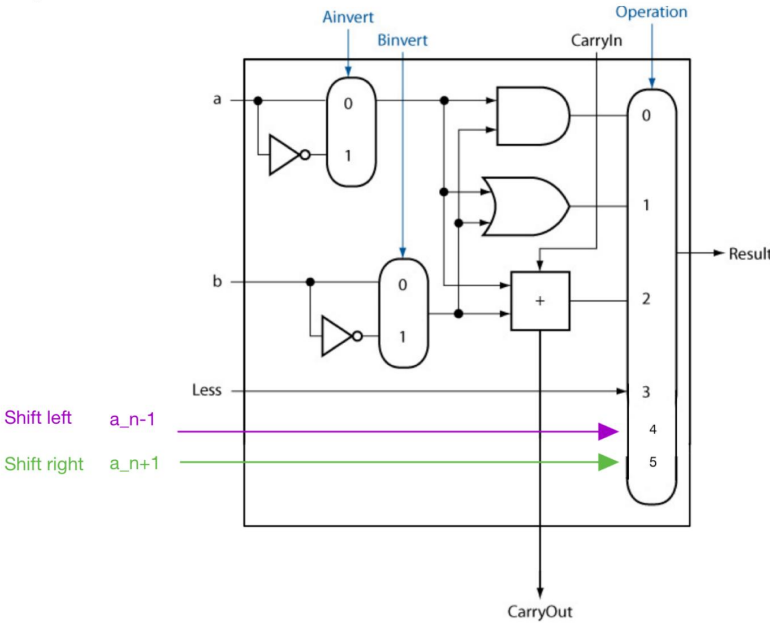 Operation
Ainvert
Binvert
CarryIn
a
0
0
1
1
Result
b
0
+
2
1
Less
3
Shift left a_n-1
4
Shift right a_n+1
5
CarryOut